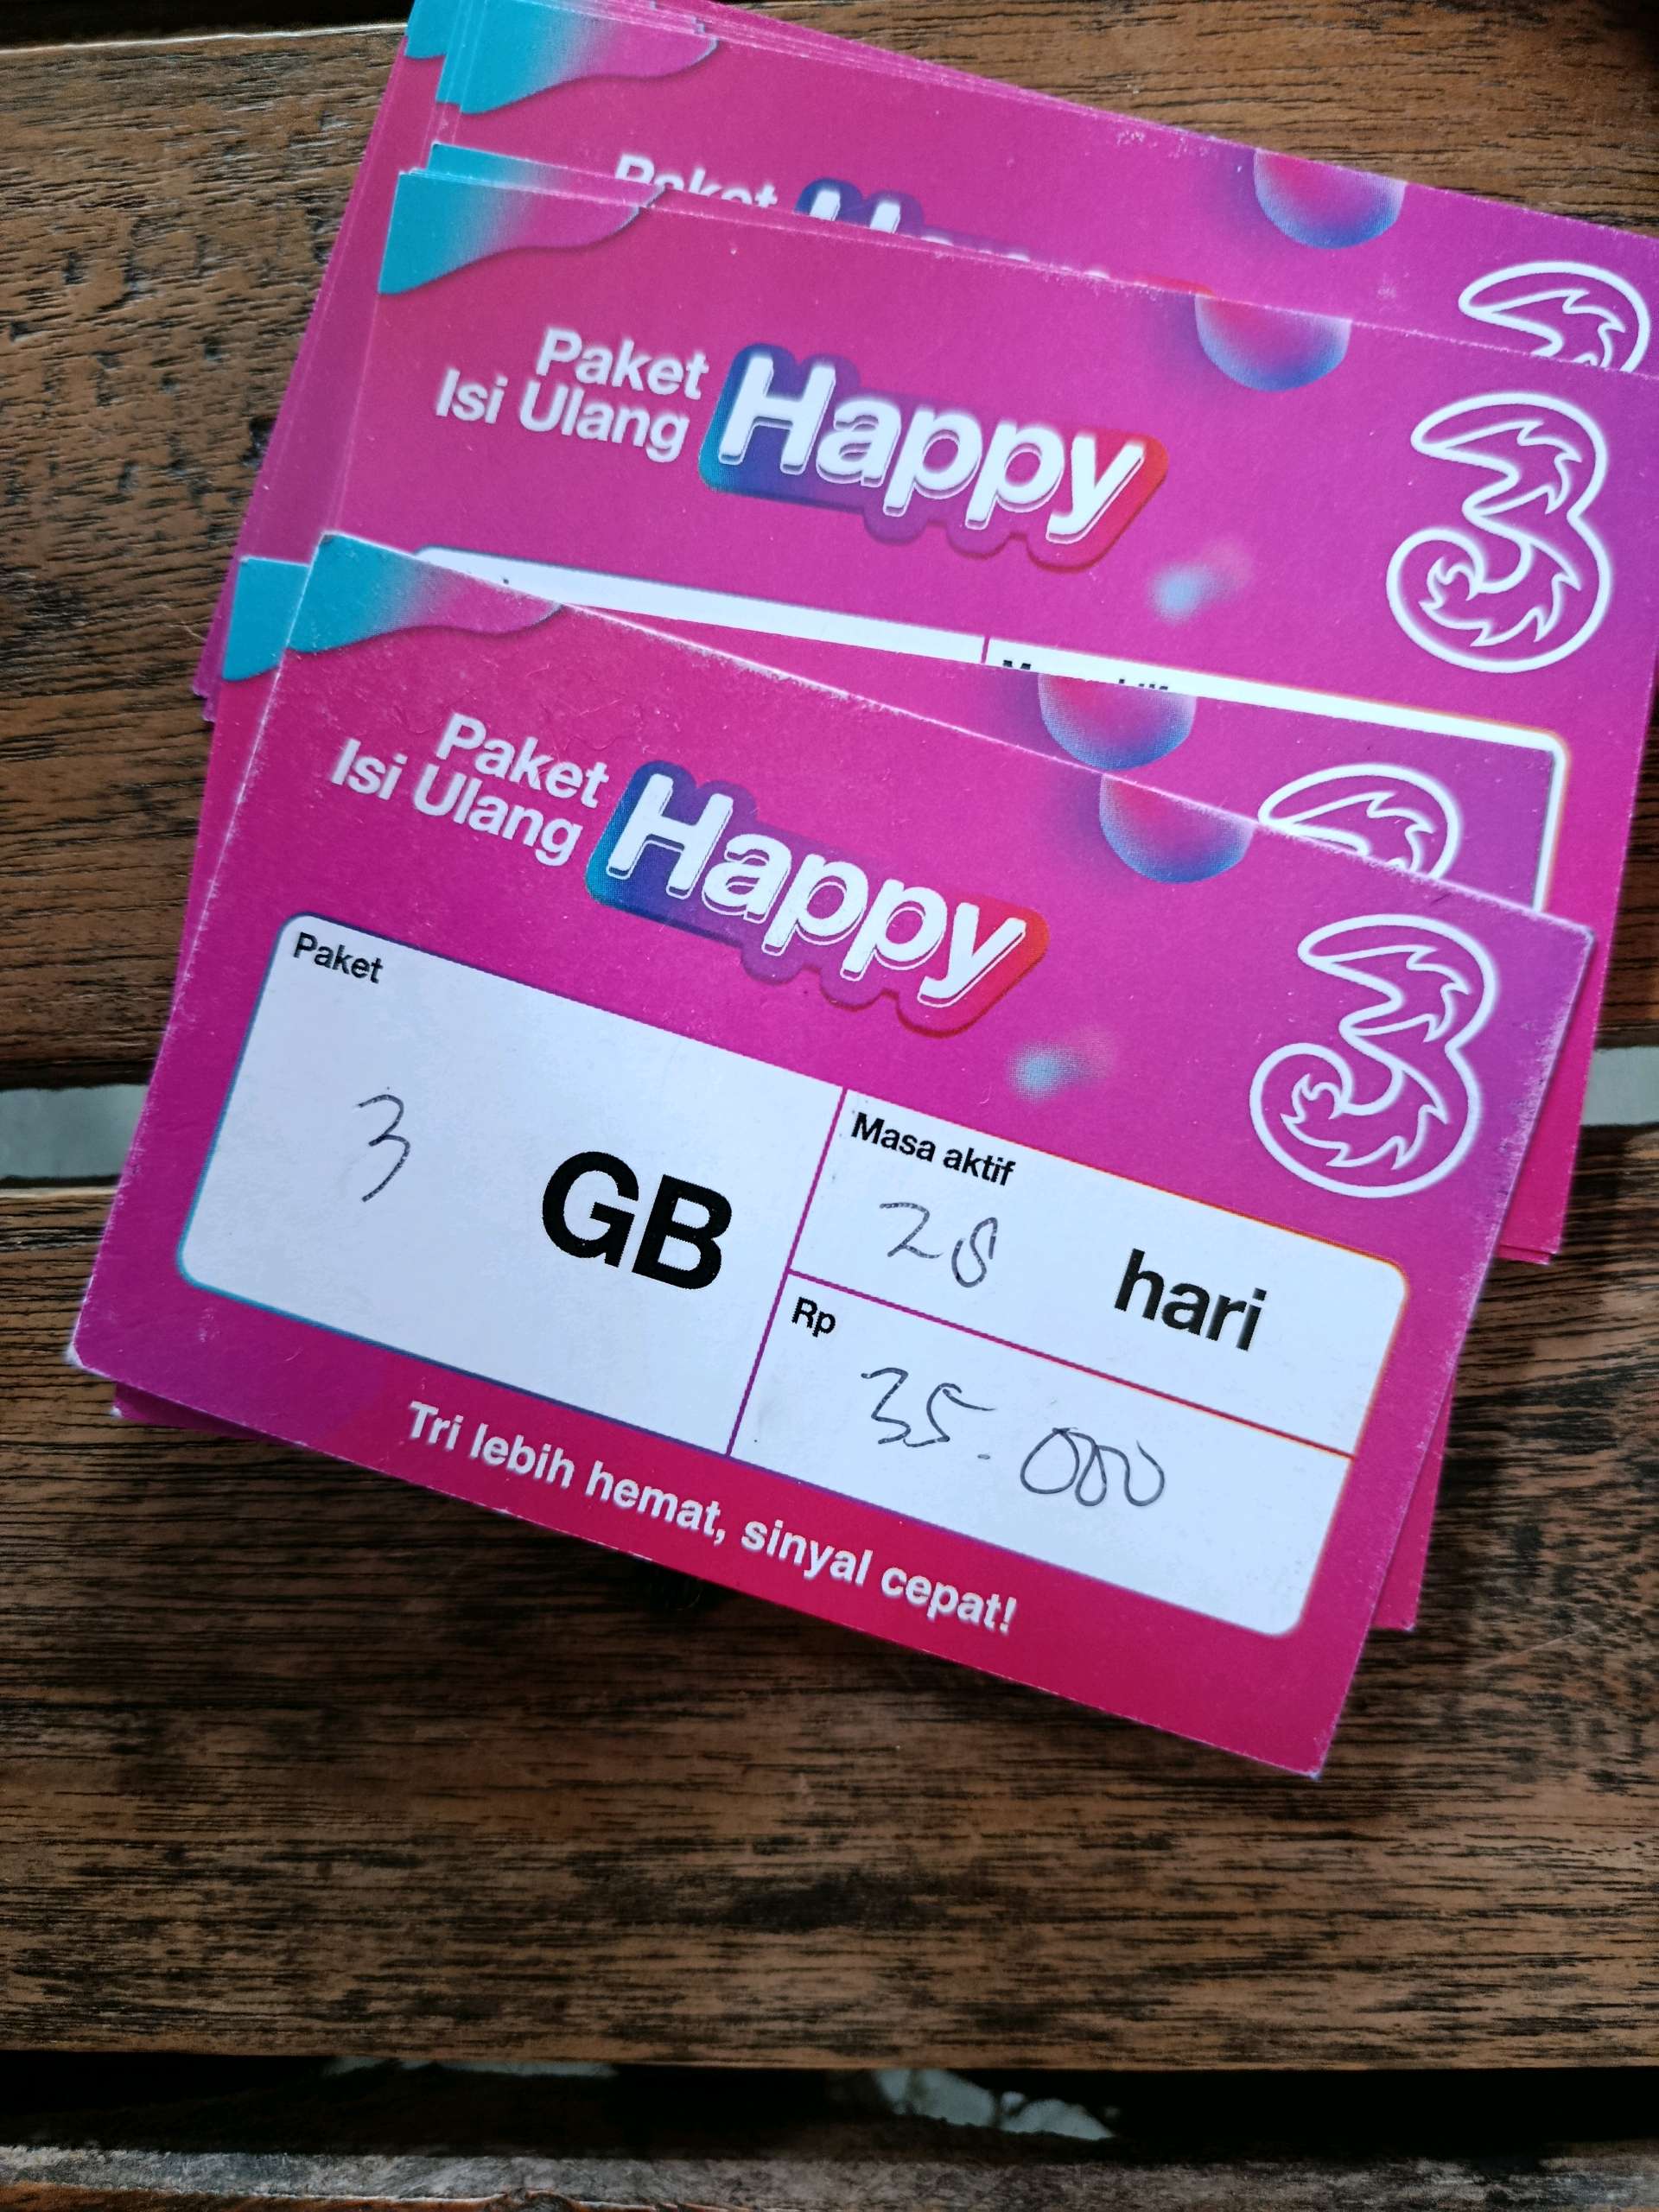 Paket
Paket
Isi Ulang Happy
3
Paket
Isi Ulang Happy
3
Paket
3 GB
Masa aktif
28 hari
Rp
35.000
Tri lebih hemat, sinyal cepat!